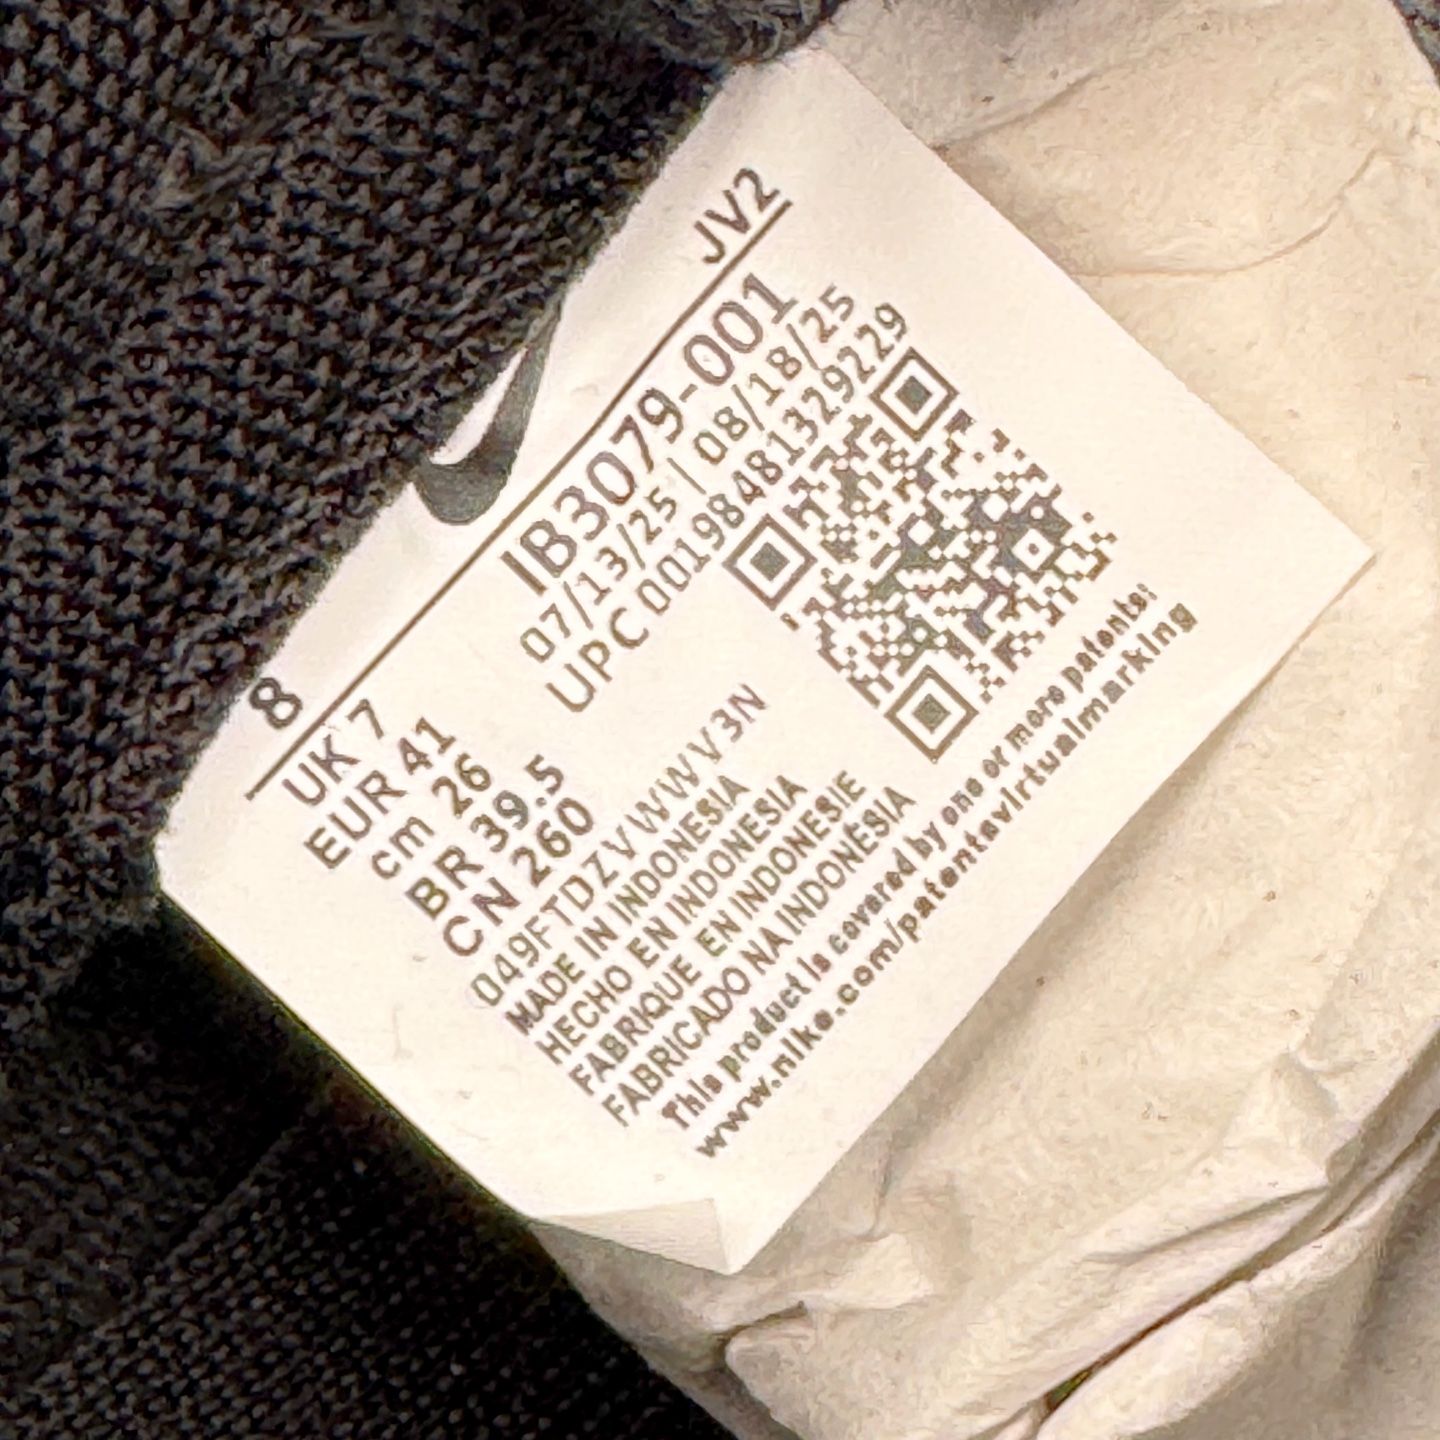 8 JV2
UK 7
EUR 41
cm 26
BR 39.5
CN 260
IB3079-001
07/13/25 | 08/18/25
UPC 00198481329229
049FTDZVWWV3N
MADE IN INDONESIA
HECHO EN INDONESIA
FABRIQUE EN INDONESIE
FABRICADO NA INDONÉSIA
This product is covered by one or more patents:
www.nike.com/patentsvirtualmarking